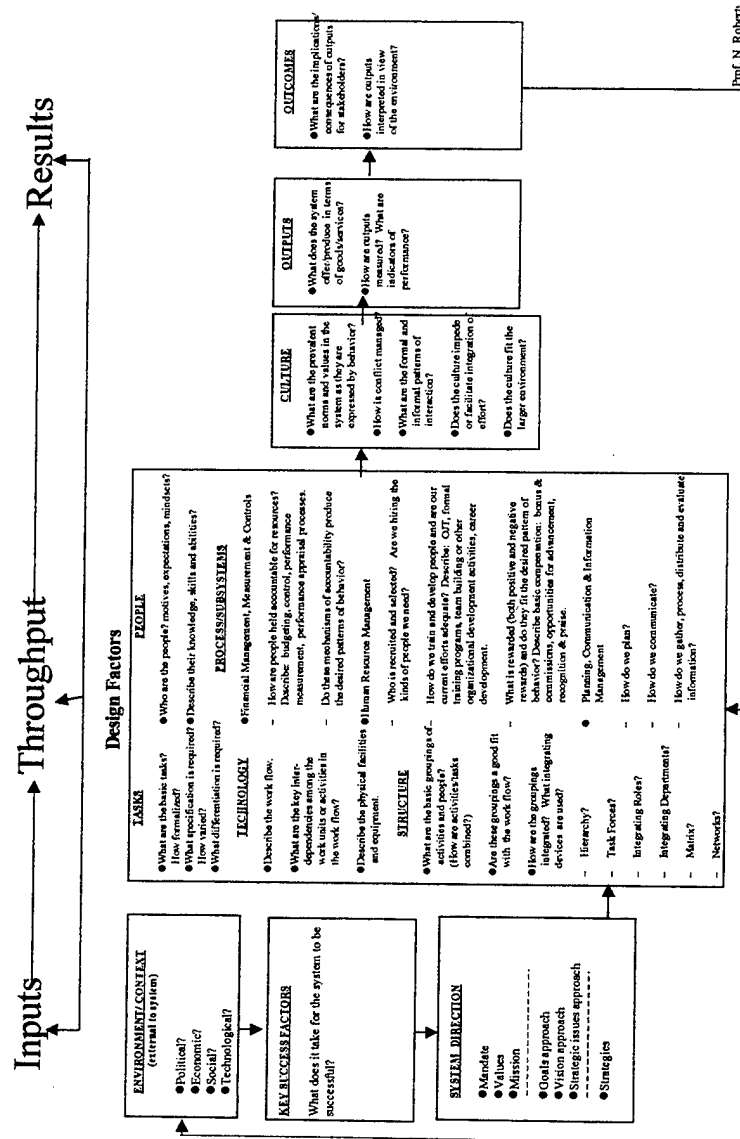 Inputs
Throughput
Results
ENVIRONMENT/CONTEXT
(external to system)
●Political?
●Economic?
●Social?
●Technological?
KEY SUCCESS FACTORS
What does it take for the system to be
successful?
SYSTEM DIRECTION
●Mandate
●Values
●Mission
●Goals approach
●Vision approach
●Strategic issues approach
●Strategies
Design Factors
TASKS
●What are the basic tasks?
How formalized?
●What specification is required?
How varied?
●What differentiation is required?
TECHNOLOGY
●Describe the work flow.
●What are the key inter-
dependencies among the
work units or activities in
the work flow?
●Describe the physical facilities
and equipment.
STRUCTURE
●What are the basic groupings of
activities and people?
(How are activities/tasks
combined?)
●Are these groupings a good fit
with the work flow?
●How are the groupings
integrated? What integrating
devices are used?
– Hierarchy?
– Task Forces?
– Integrating Roles?
– Integrating Departments?
– Matrix?
– Networks?
PEOPLE
●Who are the people? motives, expectations, mindsets?
●Describe their knowledge, skills and abilities?
PROCESS/SUBSYSTEMS
●Financial Management, Measurement & Controls
– How are people held accountable for resources?
Describe: budgeting, control, performance
measurement, performance appraisal processes.
– Do these mechanisms of accountability produce
the desired patterns of behavior?
●Human Resource Management
– Who is recruited and selected? Are we hiring the
kinds of people we need?
– How do we train and develop people and are our
current efforts adequate? Describe: OJT, formal
training programs, team building or other
organizational development activities, career
development.
– What is rewarded (both positive and negative
rewards) and do they fit the desired pattern of
behavior? Describe basic compensation: bonus &
commissions, opportunities for advancement,
recognition & praise.
● Planning, Communication & Information
Management
– How do we plan?
– How do we communicate?
– How do we gather, process, distribute and evaluate
information?
CULTURE
●What are the prevalent
norms and values in the
system as they are
expressed by behavior?
●How is conflict managed?
●What are the formal and
informal patterns of
interaction?
●Does the culture impede
or facilitate integration of
effort?
●Does the culture fit the
larger environment?
OUTPUTS
●What does the system
offer/produce in terms
of goods/services?
●How are outputs
measured? What are
indicators of
performance?
OUTCOMES
●What are the implications/
consequences of outputs
for stakeholders?
●How are outputs
interpreted in view
of the environment?
Prof. N. Roberts